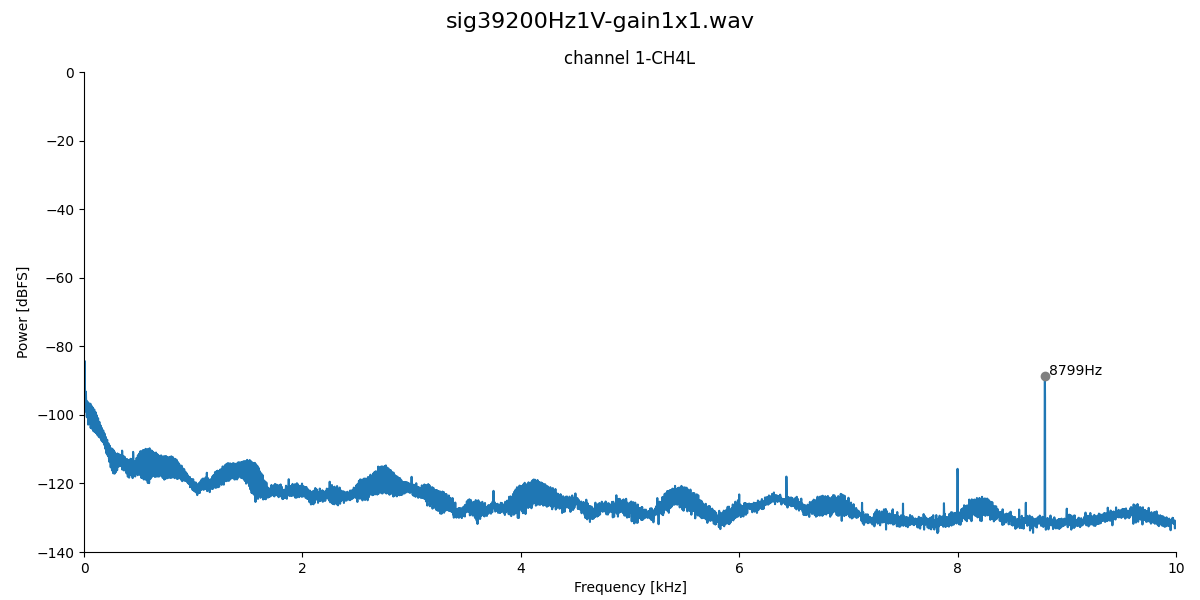 sig39200Hz1V-gain1x1.wav
channel 1-CH4L
0
−20
−40
−60
−80
−100
−120
−140
Power [dBFS]
8799Hz
0 2 4 6 8 10
Frequency [kHz]